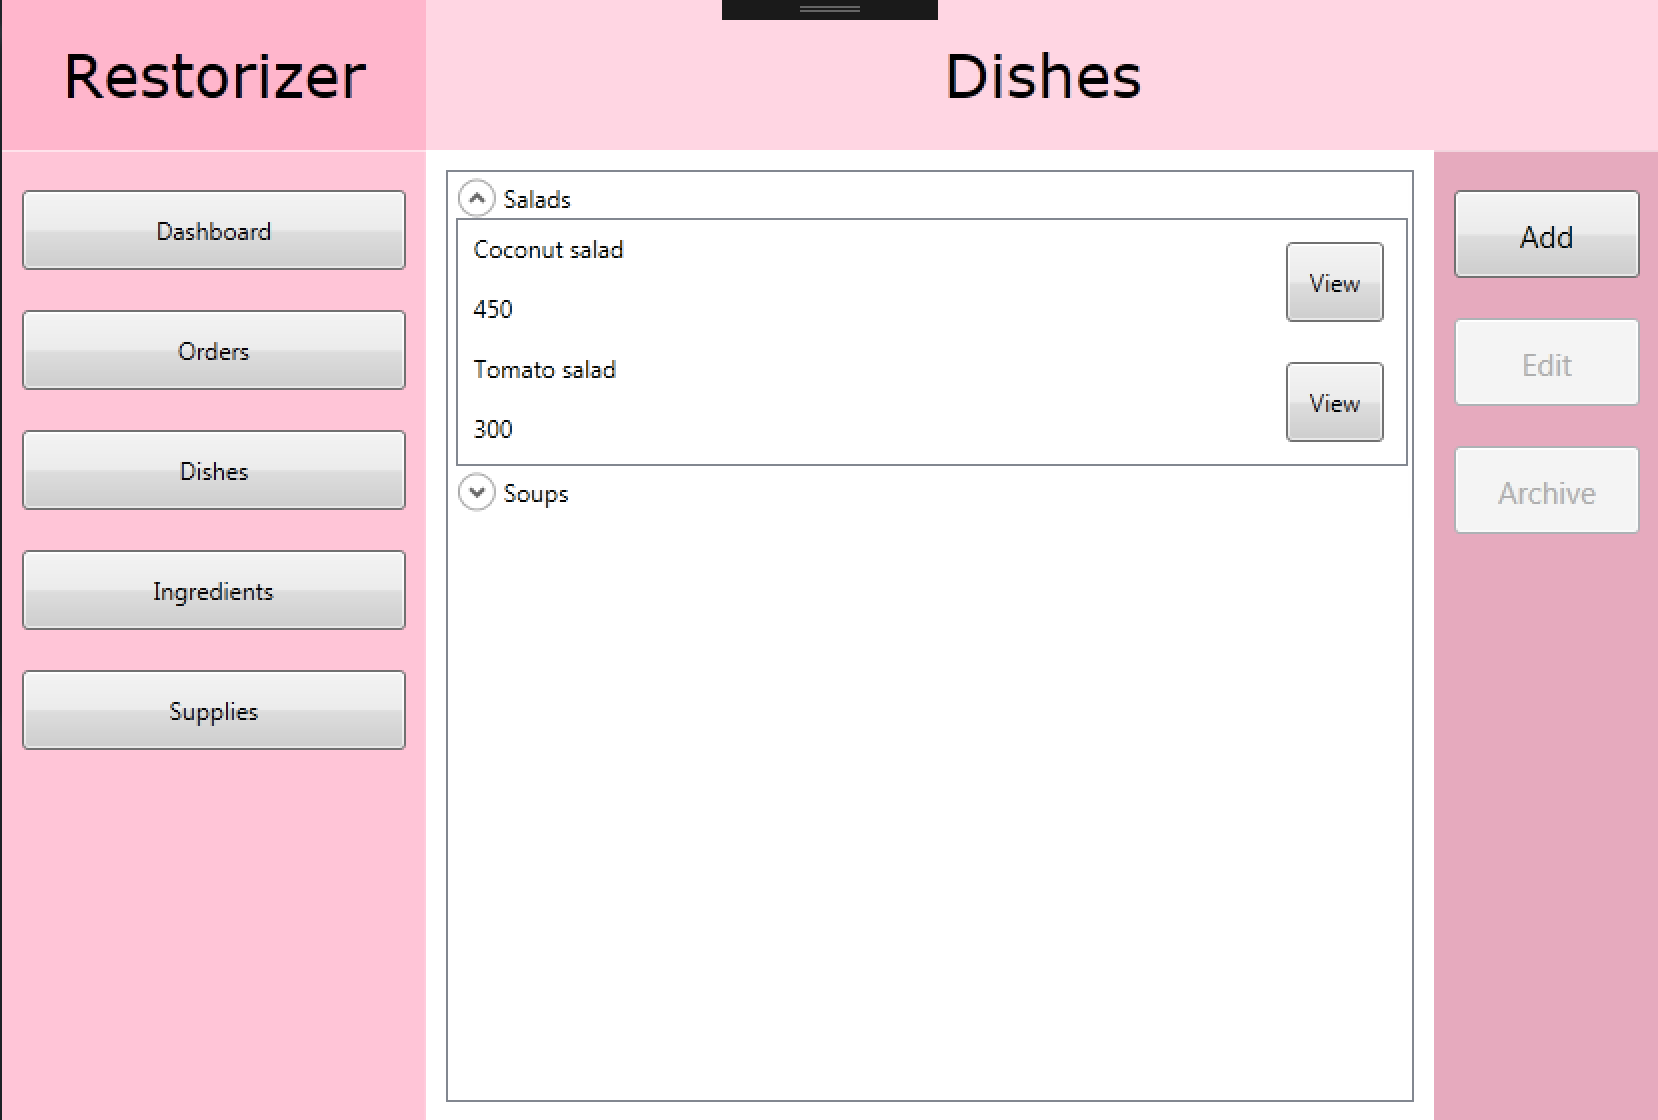 Restorizer
Dishes
Dashboard
Orders
Dishes
Ingredients
Supplies
Salads
Coconut salad
450
View
Tomato salad
300
View
Soups
Add
Edit
Archive